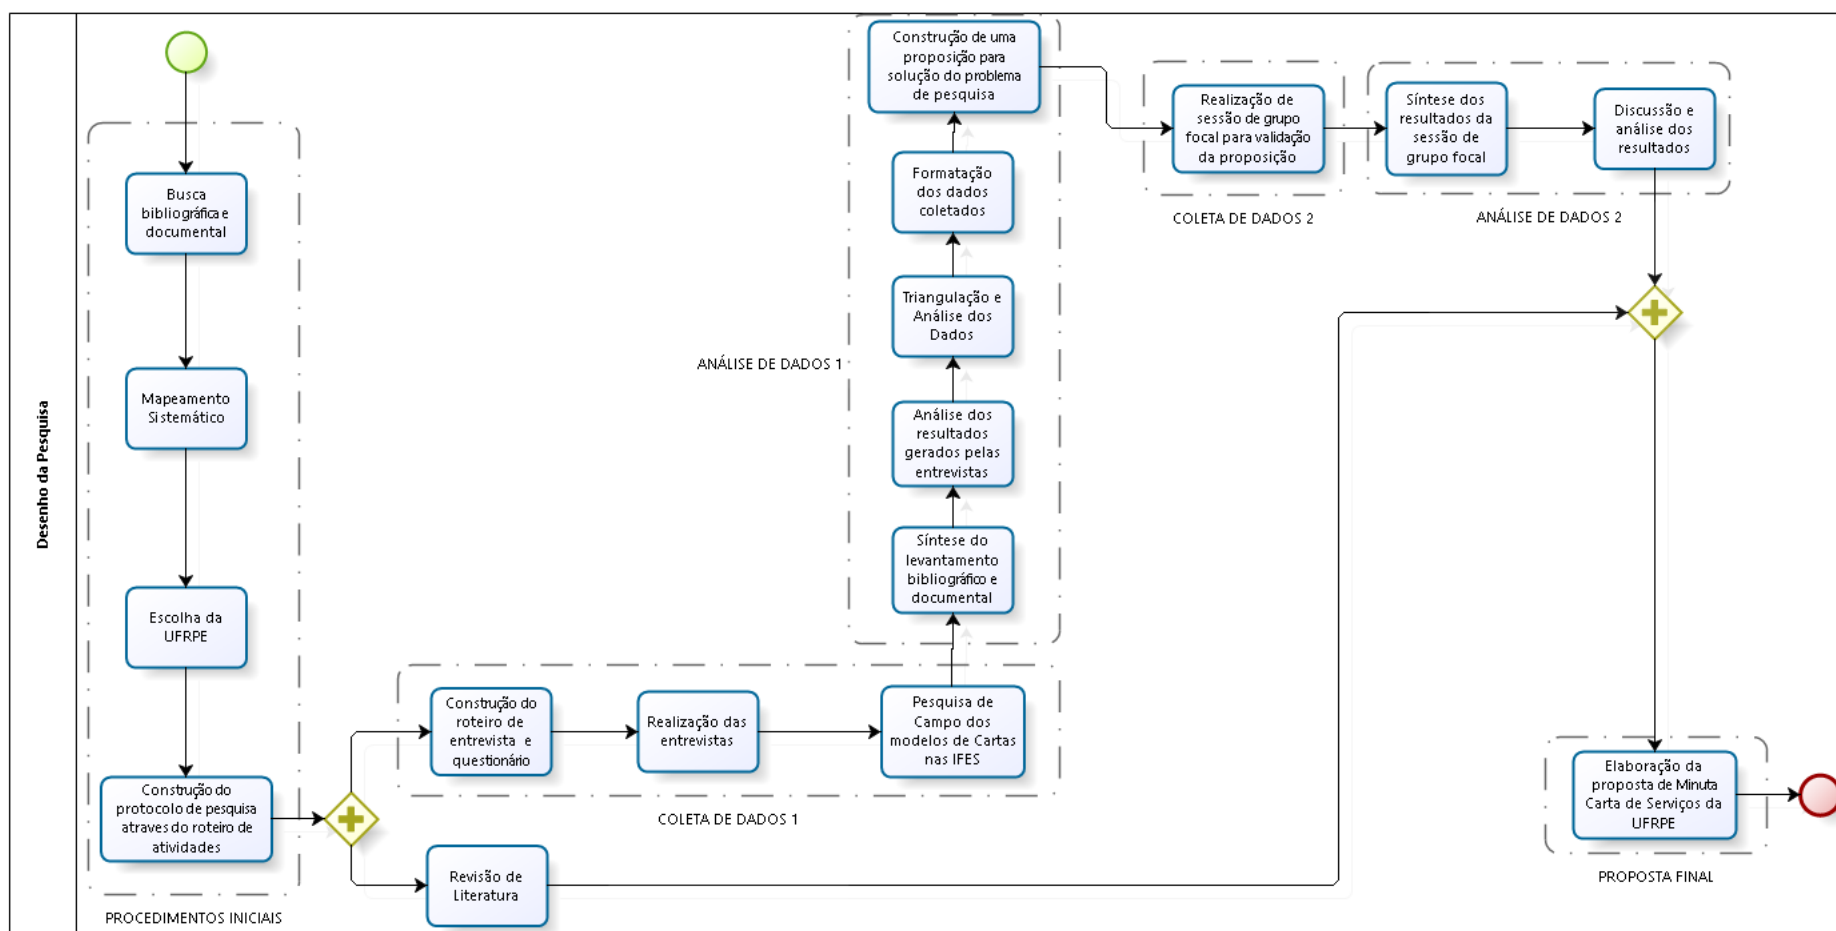 Desenho da Pesquisa
Busca
bibliográfica e
documental
Mapeamento
Sistemático
Escolha da
UFRPE
Construção do
protocolo de pesquisa
atraves do roteiro de
atividades
PROCEDIMENTOS INICIAIS
Construção do
roteiro de
entrevista e
questionário
Realização das
entrevistas
Pesquisa de
Campo dos
modelos de Cartas
nas IFES
COLETA DE DADOS 1
Revisão de
Literatura
Síntese do
levantamento
bibliográfico e
documental
Análise dos
resultados
gerados pelas
entrevistas
Triangulação e
Análise dos
Dados
Formatação
dos dados
coletados
Construção de uma
proposição para
solução do problema
de pesquisa
ANÁLISE DE DADOS 1
Realização de
sessão de grupo
focal para validação
da proposição
COLETA DE DADOS 2
Síntese dos
resultados da
sessão de
grupo focal
Discussão e
análise dos
resultados
ANÁLISE DE DADOS 2
Elaboração da
proposta de Minuta
Carta de Serviços da
UFRPE
PROPOSTA FINAL